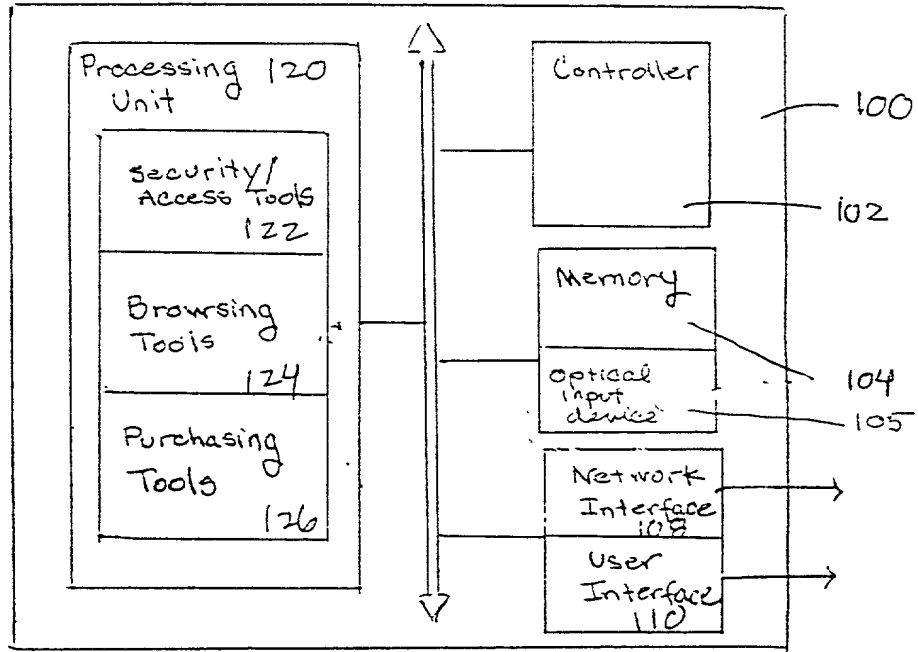 Processing 120
Unit
Security/
Access Tools
122
Browsing
Tools
124
Purchasing
Tools
126
Controller
100
102
Memory
104
optical
input
device
105
Network
Interface
108
User
Interface
110